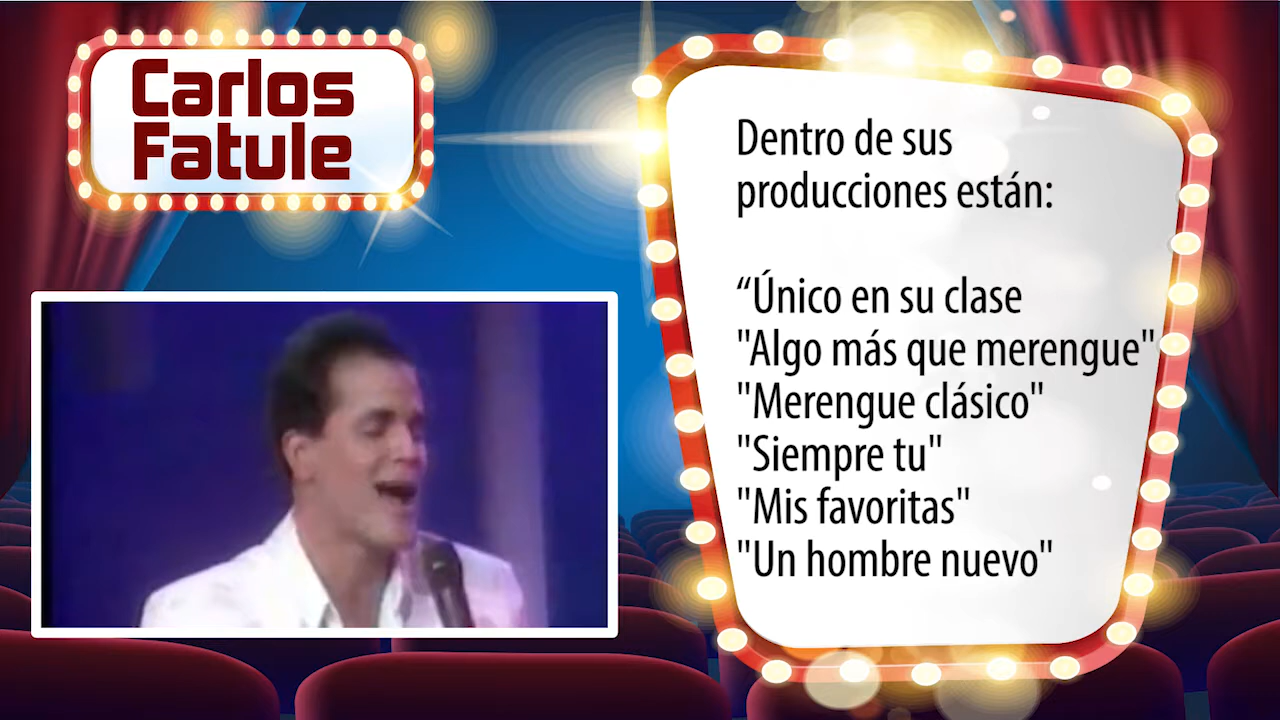 Carlos
Fatule
Dentro de sus
producciones están:
“Único en su clase
"Algo más que merengue"
"Merengue clásico"
"Siempre tu"
"Mis favoritas"
"Un hombre nuevo"